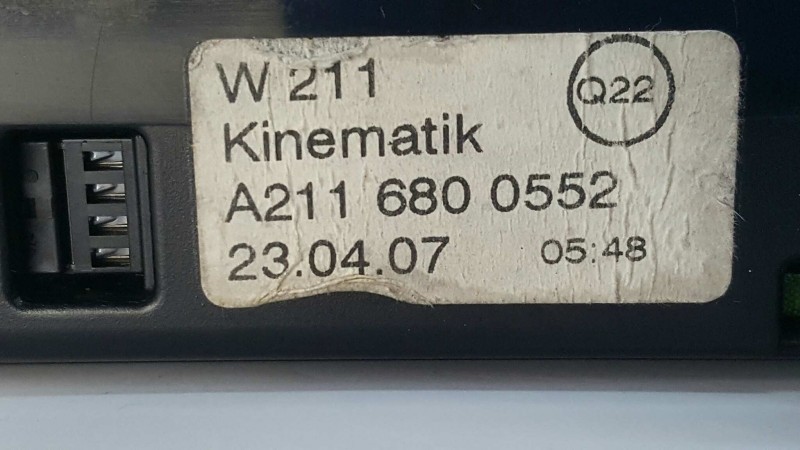 W 211
Q22
Kinematik
A211 680 0552
23.04.07 05:48